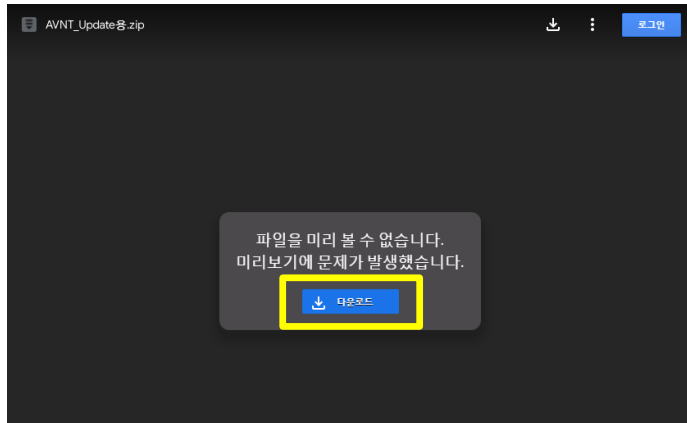 AVNT_Update용.zip
로그인
파일을 미리 볼 수 없습니다.
미리보기에 문제가 발생했습니다.
다운로드